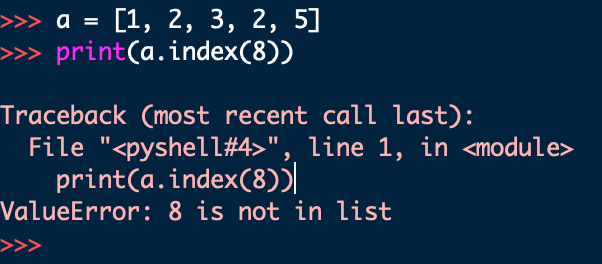 >>> a = [1, 2, 3, 2, 5]
>>> print(a.index(8))
Traceback (most recent call last):
  File "<pyshell#4>", line 1, in <module>
    print(a.index(8))
ValueError: 8 is not in list
>>>